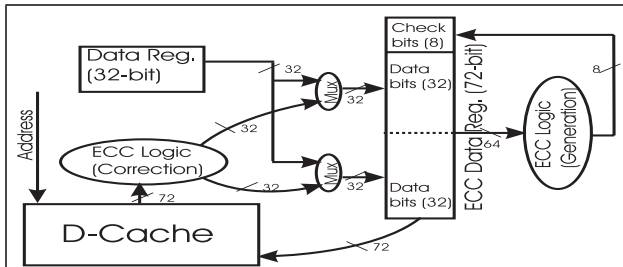 Data Reg.
(32-bit)
32
Mux
32
Check
bits (8)
Data
bits (32)
ECC Data Reg. (72-bit)
8
ECC Logic
(Generation)
64
Address
32
ECC Logic
(Correction)
32
Mux
32
Data
bits (32)
72
D-Cache
72